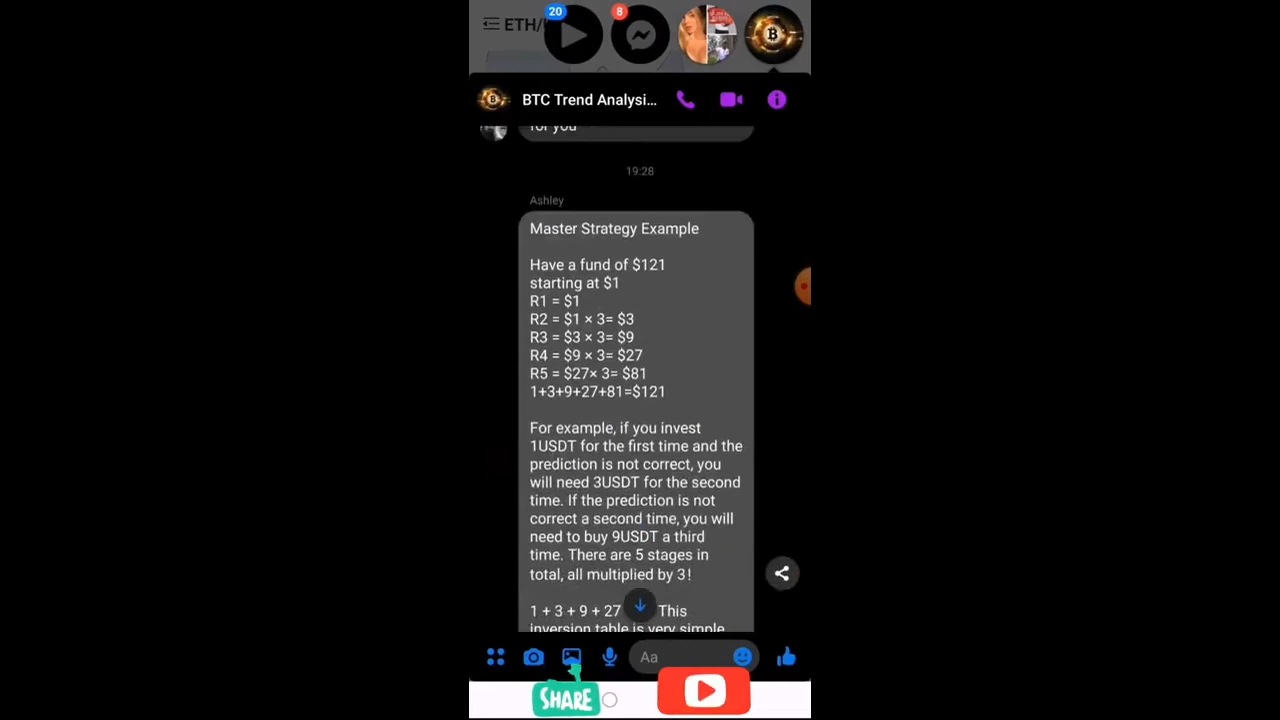 20
8
ETH/
BTC Trend Analysi...
for you
19:28
Ashley
Master Strategy Example
Have a fund of $121
starting at $1
R1 = $1
R2 = $1 × 3= $3
R3 = $3 × 3= $9
R4 = $9 × 3= $27
R5 = $27× 3= $81
1+3+9+27+81=$121
For example, if you invest
1USDT for the first time and the
prediction is not correct, you
will need 3USDT for the second
time. If the prediction is not
correct a second time, you will
need to buy 9USDT a third
time. There are 5 stages in
total, all multiplied by 3!
1 + 3 + 9 + 27 This
inversion table is very simple
Aa
SHARE